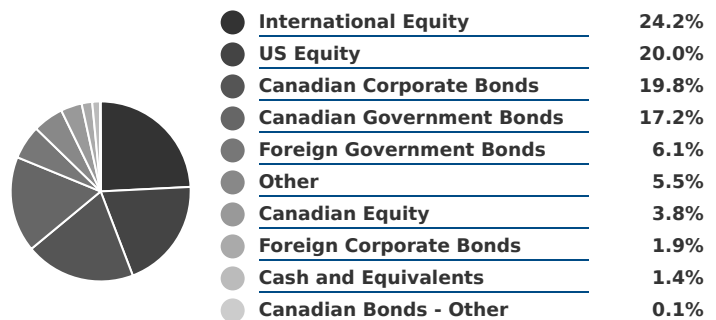 International Equity 24.2%
US Equity 20.0%
Canadian Corporate Bonds 19.8%
Canadian Government Bonds 17.2%
Foreign Government Bonds 6.1%
Other 5.5%
Canadian Equity 3.8%
Foreign Corporate Bonds 1.9%
Cash and Equivalents 1.4%
Canadian Bonds - Other 0.1%